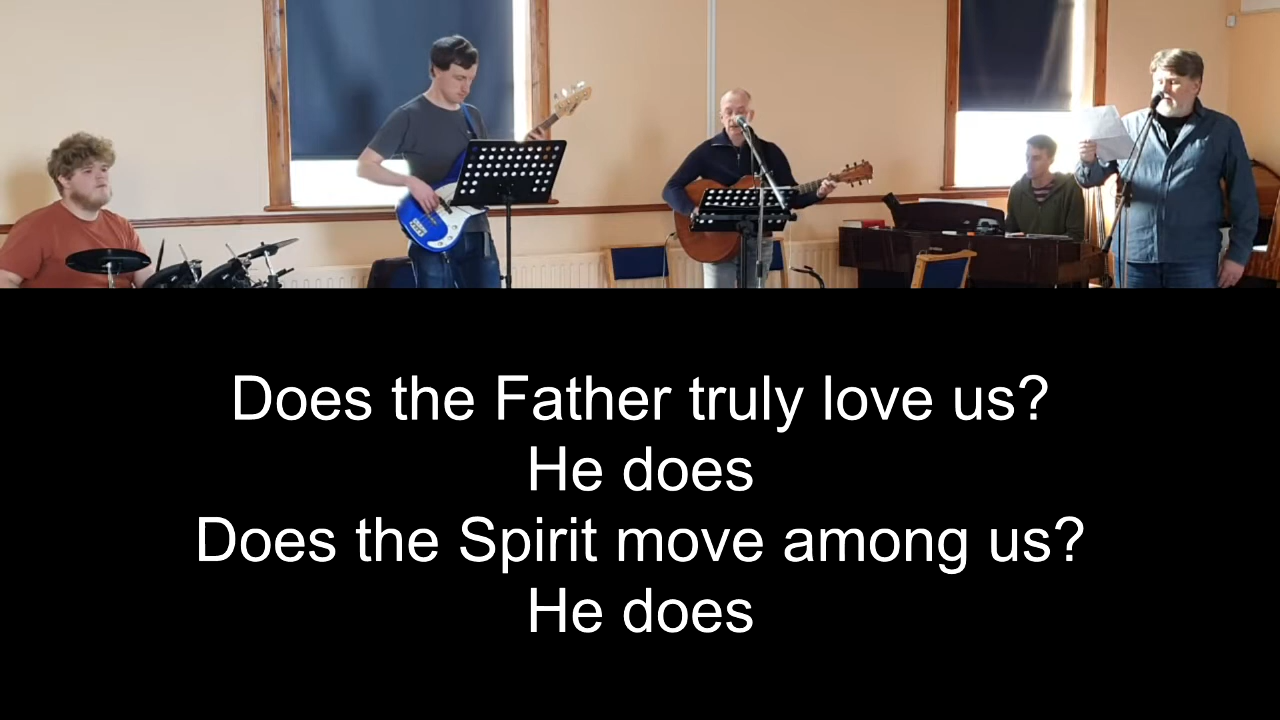 Does the Father truly love us?
He does
Does the Spirit move among us?
He does